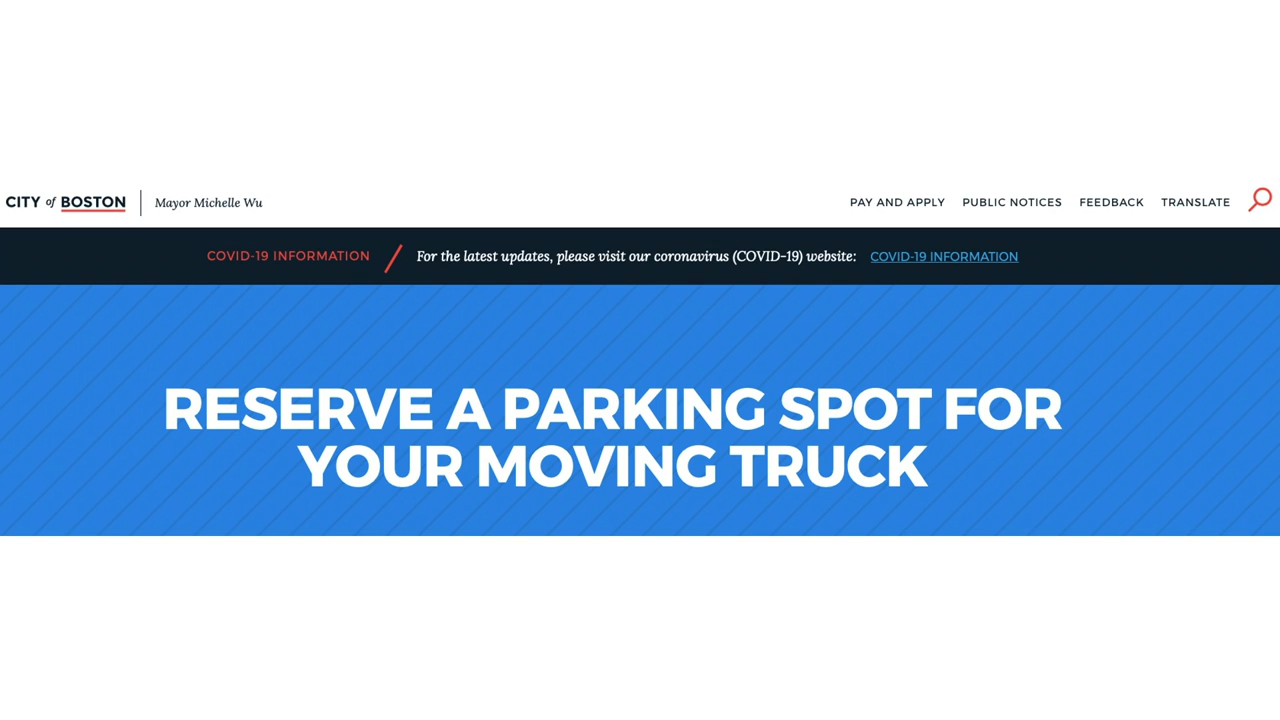 CITY of BOSTON Mayor Michelle Wu PAY AND APPLY PUBLIC NOTICES FEEDBACK TRANSLATE
COVID-19 INFORMATION For the latest updates, please visit our coronavirus (COVID-19) website: COVID-19 INFORMATION
RESERVE A PARKING SPOT FOR
YOUR MOVING TRUCK